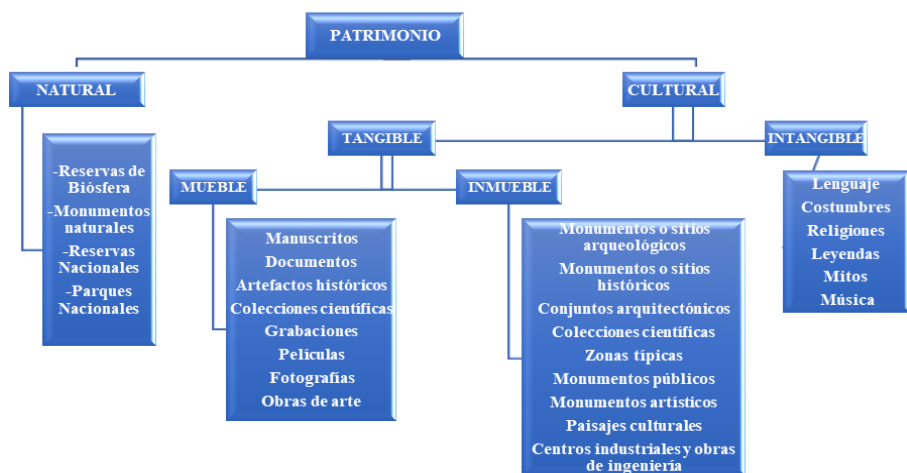 PATRIMONIO
NATURAL
CULTURAL
TANGIBLE
INTANGIBLE
MUEBLE
INMUEBLE
-Reservas de
Biósfera
-Monumentos
naturales
-Reservas
Nacionales
-Parques
Nacionales
Manuscritos
Documentos
Artefactos históricos
Colecciones científicas
Grabaciones
Películas
Fotografías
Obras de arte
Monumentos o sitios
arqueológicos
Monumentos o sitios
históricos
Conjuntos arquitectónicos
Colecciones científicas
Zonas típicas
Monumentos públicos
Monumentos artísticos
Paisajes culturales
Centros industriales y obras
de ingeniería
Lenguaje
Costumbres
Religiones
Leyendas
Mitos
Música